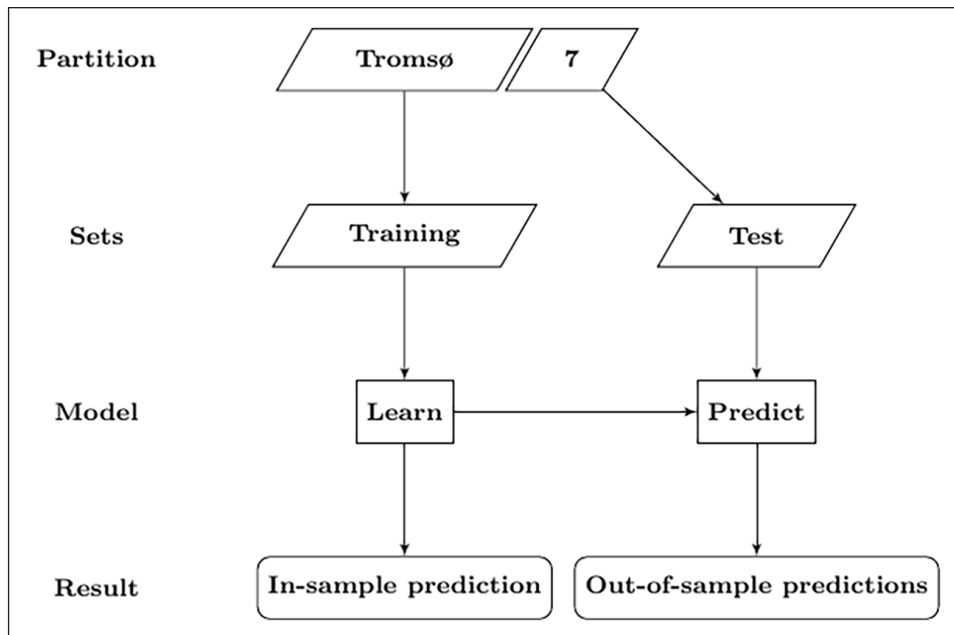 Partition Tromsø 7
Sets Training Test
Model Learn Predict
Result In-sample prediction Out-of-sample predictions